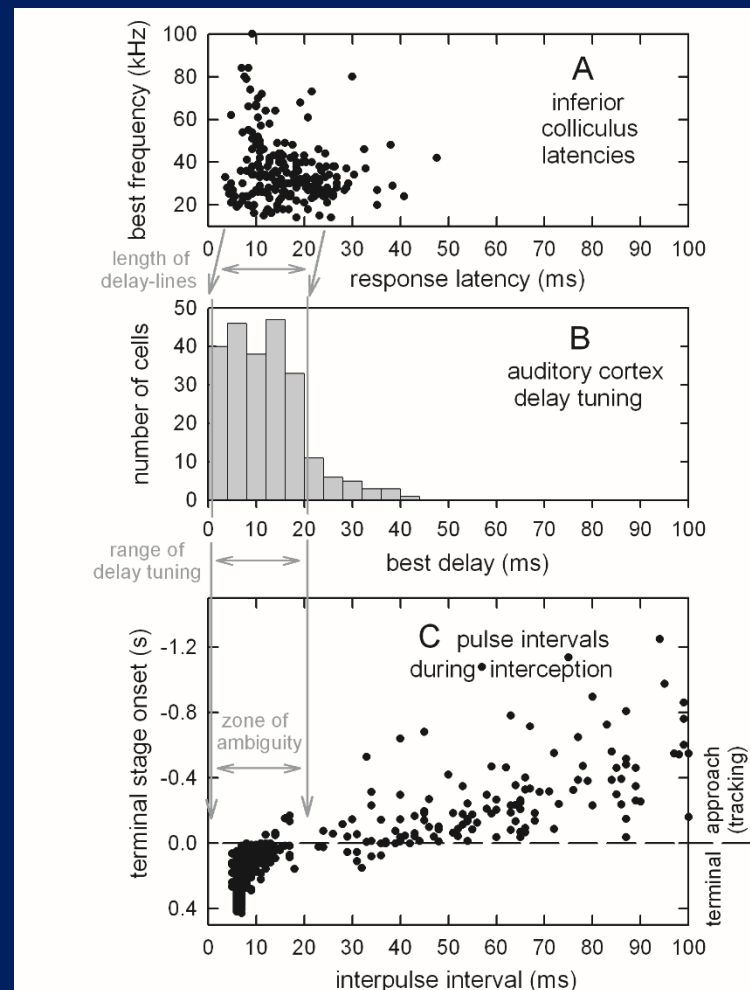 best frequency (kHz)
100
80
60
40
20
A
inferior
colliculus
latencies
0 10 20 30 40 50 60 70 80 90 100
response latency (ms)
length of
delay-lines
number of cells
50
40
30
20
10
0
B
auditory cortex
delay tuning
0 10 20 30 40 50 60 70 80 90 100
best delay (ms)
range of
delay tuning
terminal stage onset (s)
-1.2
-0.8
-0.4
0.0
0.4
C pulse intervals
during interception
zone of
ambiguity
approach
(tracking)
terminal
0 10 20 30 40 50 60 70 80 90 100
interpulse interval (ms)